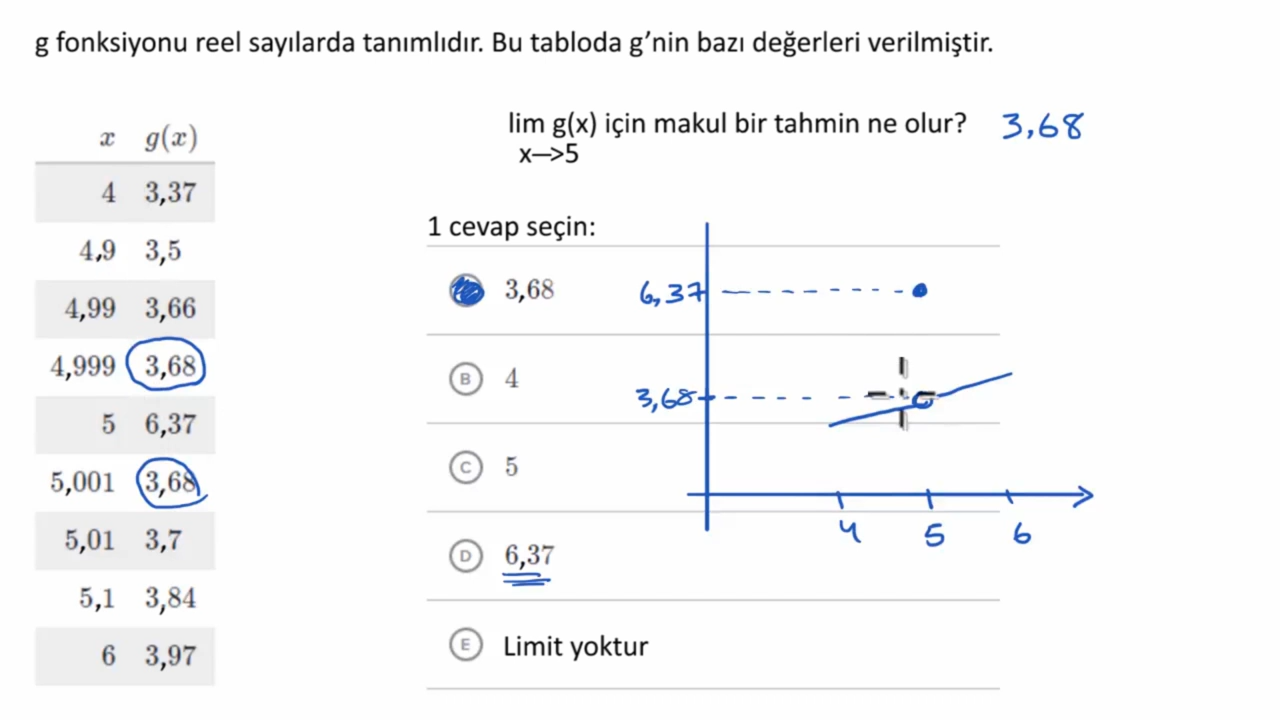 g fonksiyonu reel sayılarda tanımlıdır. Bu tabloda g’nin bazı değerleri verilmiştir.
lim g(x) için makul bir tahmin ne olur? 3,68
x—>5
x g(x)
4 3,37
4,9 3,5
4,99 3,66
4,999 3,68
5 6,37
5,001 3,68
5,01 3,7
5,1 3,84
6 3,97
1 cevap seçin:
3,68
B 4
C 5
D 6,37
E Limit yoktur
6,37
3,68
4 5 6